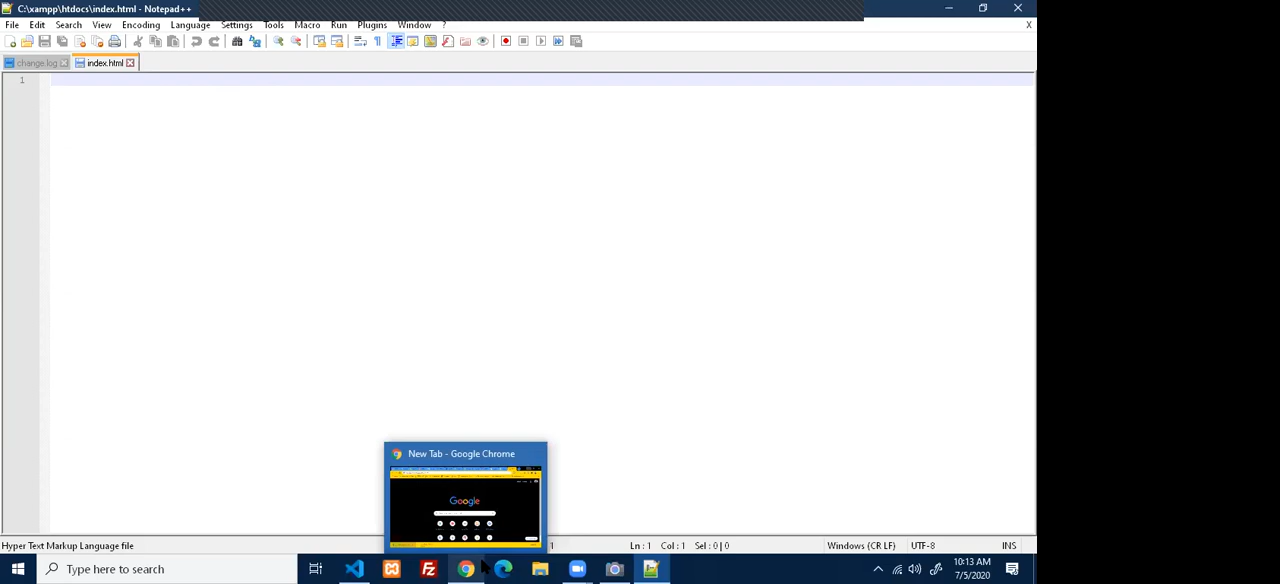 C:\xampp\htdocs\index.html - Notepad++
File Edit Search View Encoding Language Settings Tools Macro Run Plugins Window ? X
change.log index.html
1
New Tab - Google Chrome
Google
Hyper Text Markup Language file 1 Ln : 1 Col : 1 Sel : 0 | 0 Windows (CR LF) UTF-8 INS
Type here to search
10:13 AM
7/5/2020